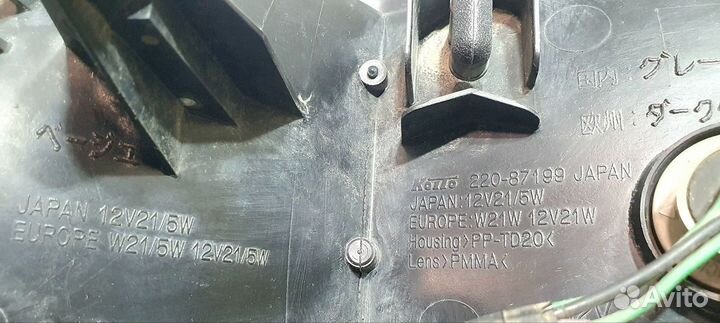 ベージュ
JAPAN 12V21/5W
EUROPE W21/5W 12V21/5W
国内：グレー
欧州：ダーク
KOITO 220-87199 JAPAN
JAPAN:12V21/5W
EUROPE:W21W 12V21W
Housing>PP-TD20<
Lens>PMMA<
Avito